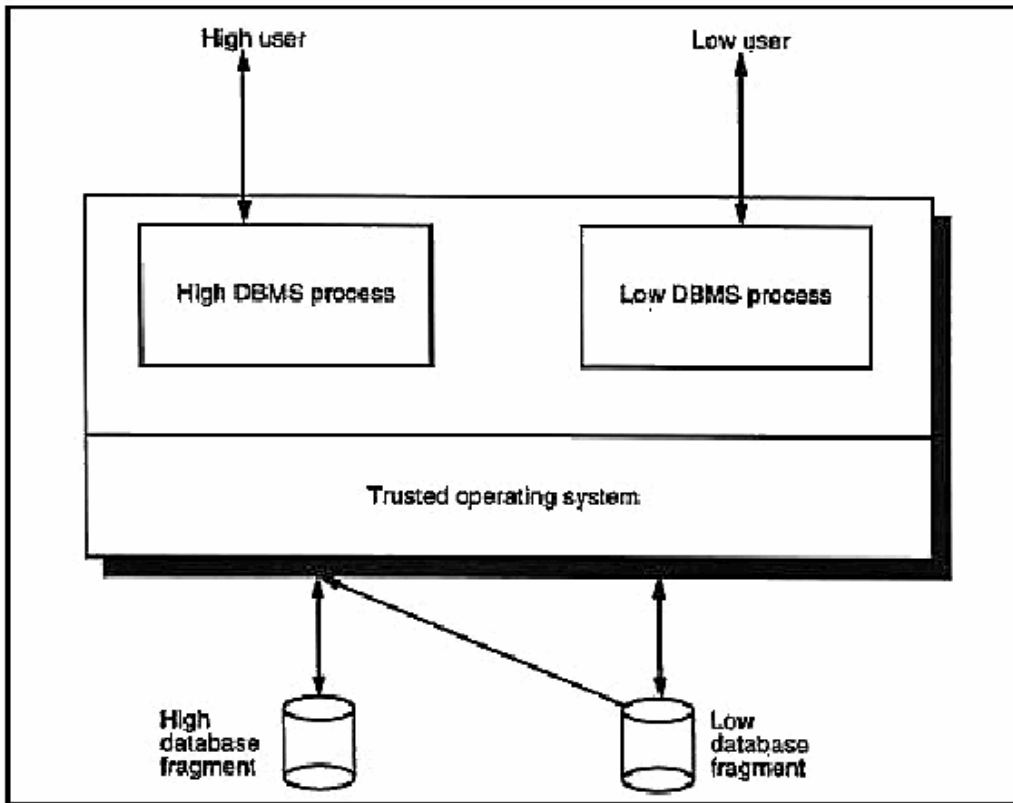 High user
Low user
High DBMS process
Low DBMS process
Trusted operating system
High
database
fragment
Low
database
fragment